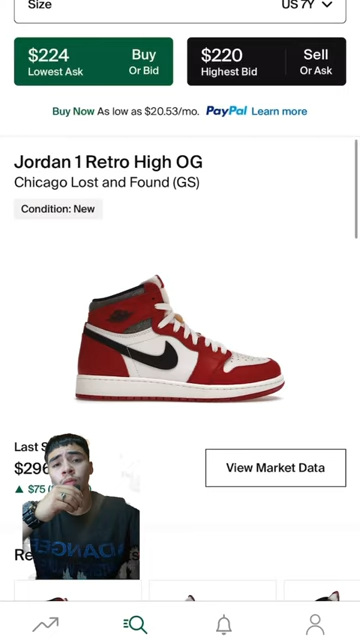 Size
US 7Y
$224
Lowest Ask
Buy
Or Bid
$220
Highest Bid
Sell
Or Ask
Buy Now As low as $20.53/mo. PayPal Learn more
Jordan 1 Retro High OG
Chicago Lost and Found (GS)
Condition: New
Last
$296
▲ $75
View Market Data
DANGER